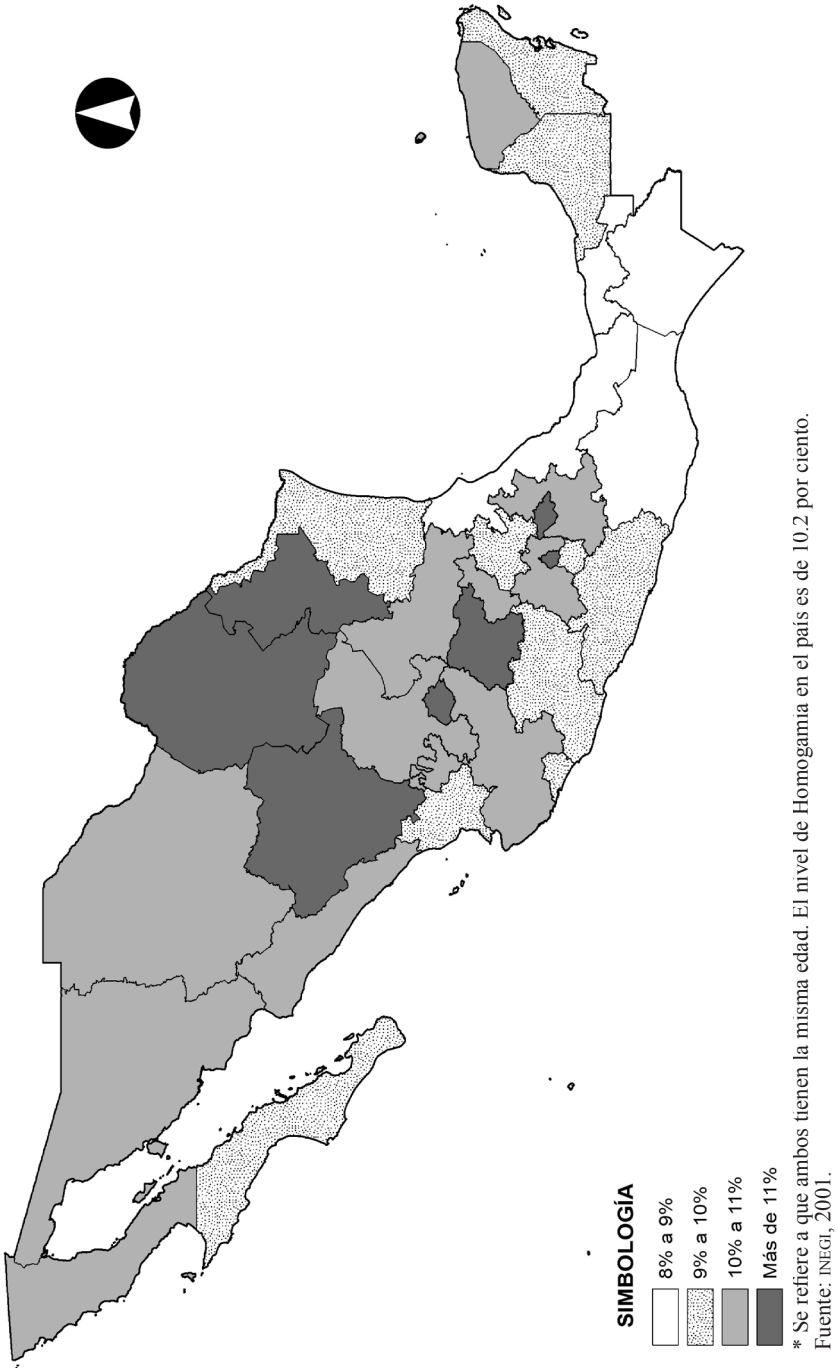 SIMBOLOGÍA
8% a 9%
9% a 10%
10% a 11%
Más de 11%
* Se refiere a que ambos tienen la misma edad. El nivel de Homogamia en el país es de 10.2 por ciento.
Fuente: INEGI, 2001.